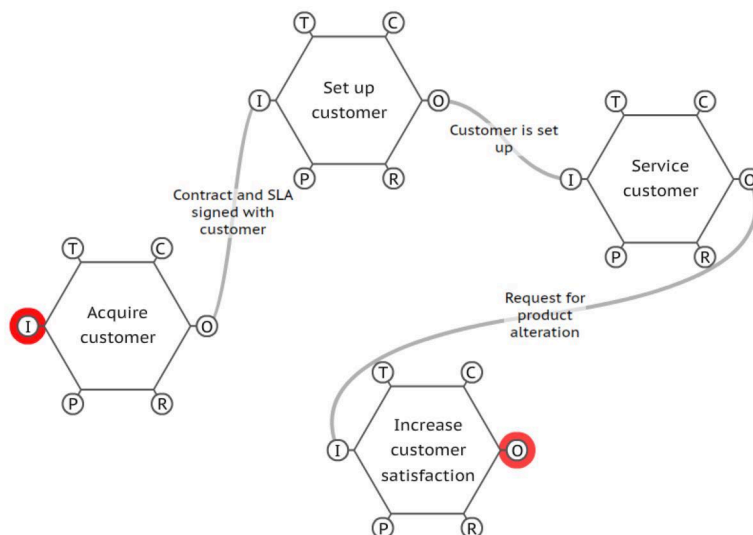 T
C
I
Set up
customer
O
P
R
Customer is set
up
T
C
I
Service
customer
O
P
R
Contract and SLA
signed with
customer
T
C
I
Acquire
customer
O
P
R
Request for
product
alteration
T
C
I
Increase
customer
satisfaction
O
P
R